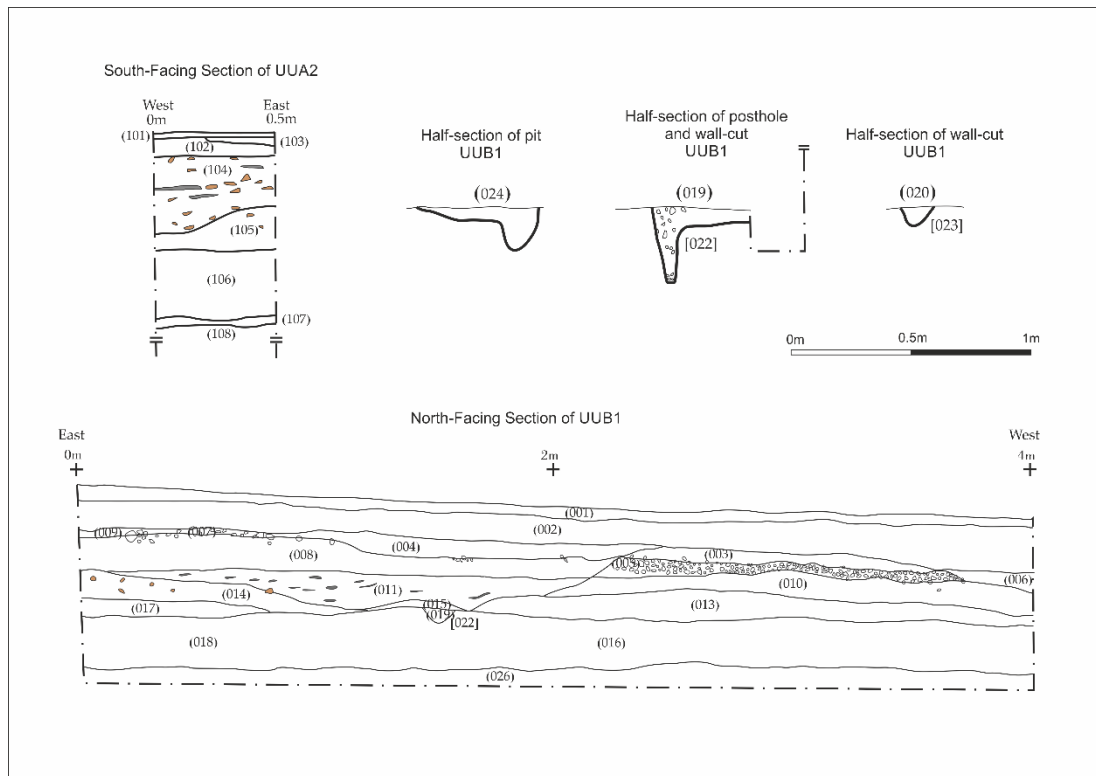 South-Facing Section of UUA2
West East
0m 0.5m
(101)
(102)
(103)
(104)
(105)
(106)
(107)
(108)
Half-section of pit
UUB1
(024)
Half-section of posthole
and wall-cut
UUB1
(019)
[022]
Half-section of wall-cut
UUB1
(020)
[023]
0m 0.5m 1m
North-Facing Section of UUB1
East West
0m 2m 4m
(001)
(002)
(009) (007)
(008)
(004)
(003)
(005)
(006)
(010)
(011)
(014)
(017)
(015)
(019)
[022]
(013)
(018)
(016)
(026)